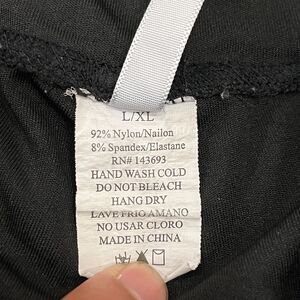 L/XL
92% Nylon/Nailon
8% Spandex/Elastane
RN# 143693
HAND WASH COLD
DO NOT BLEACH
HANG DRY
LAVE FRIO AMANO
NO USAR CLORO
MADE IN CHINA